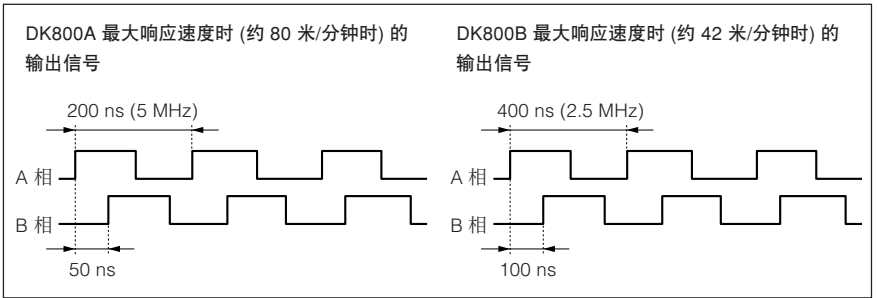 DK800A 最大响应速度时 (约 80 米/分钟时) 的
输出信号
200 ns (5 MHz)
A 相
B 相
50 ns
DK800B 最大响应速度时 (约 42 米/分钟时) 的
输出信号
400 ns (2.5 MHz)
A 相
B 相
100 ns